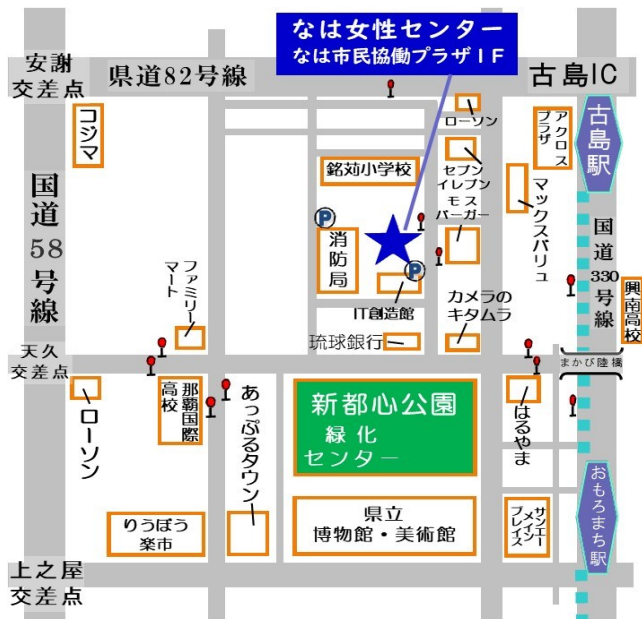 なは女性センター
なは市民協働プラザ1F
安謝
交差点
県道82号線
古島IC
コジマ
ローソン
アクロス
プラザ
古島駅
銘苅小学校
セブン
イレブン
モス
バーガー
マックスバリュ
国道58号線
P
消防局
国道330号線
ファミリー
マート
P
IT創造館
カメラの
キタムラ
興南高校
琉球銀行
天久
交差点
まかび陸橋
ローソン
那覇国際
高校
あっぷるタウン
新都心公園
緑化
センター
はるやま
おもろまち駅
りうぼう
楽市
県立
博物館・美術館
サンエー
メイン
プレイス
上之屋
交差点